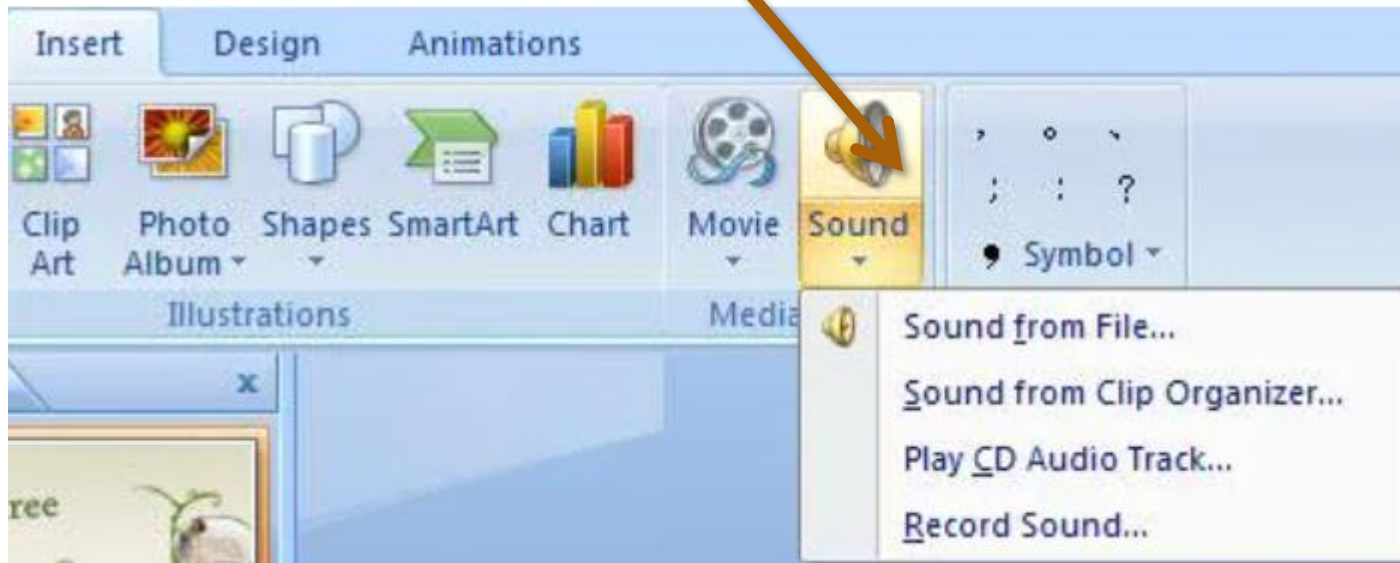 Insert Design Animations
Clip Art
Photo Album
Shapes
SmartArt
Chart
Movie
Sound
, ° 、
; : ?
, Symbol
Illustrations
Media
Sound from File...
Sound from Clip Organizer...
Play CD Audio Track...
Record Sound...
x
ree